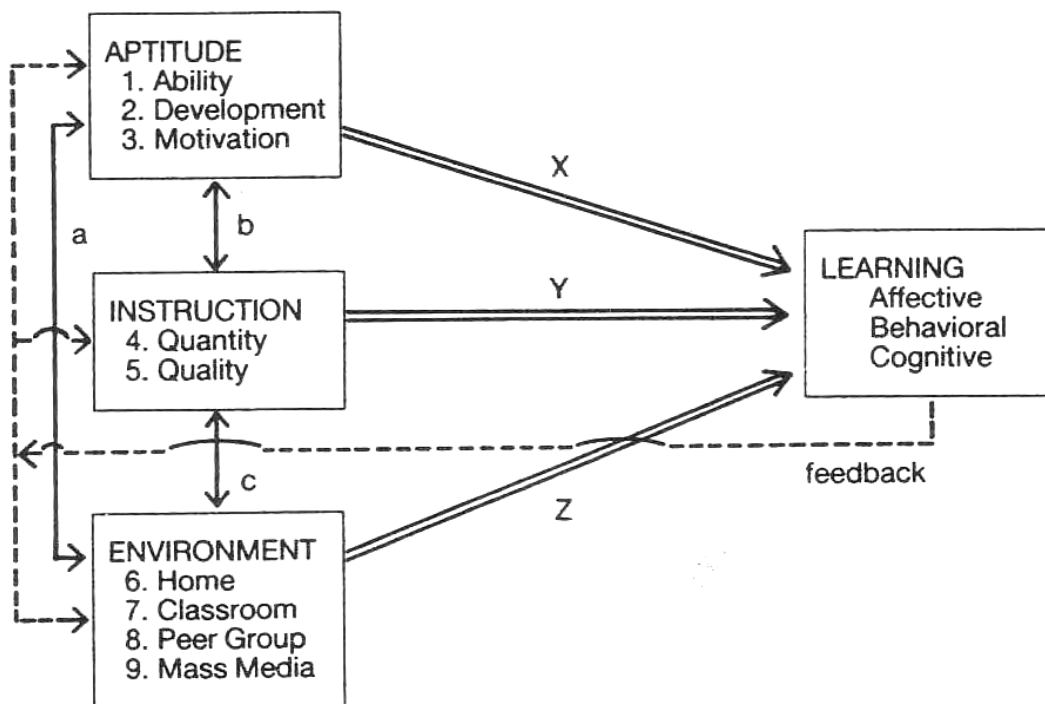 APTITUDE
1. Ability
2. Development
3. Motivation
X
a
b
INSTRUCTION
4. Quantity
5. Quality
Y
LEARNING
Affective
Behavioral
Cognitive
feedback
c
Z
ENVIRONMENT
6. Home
7. Classroom
8. Peer Group
9. Mass Media